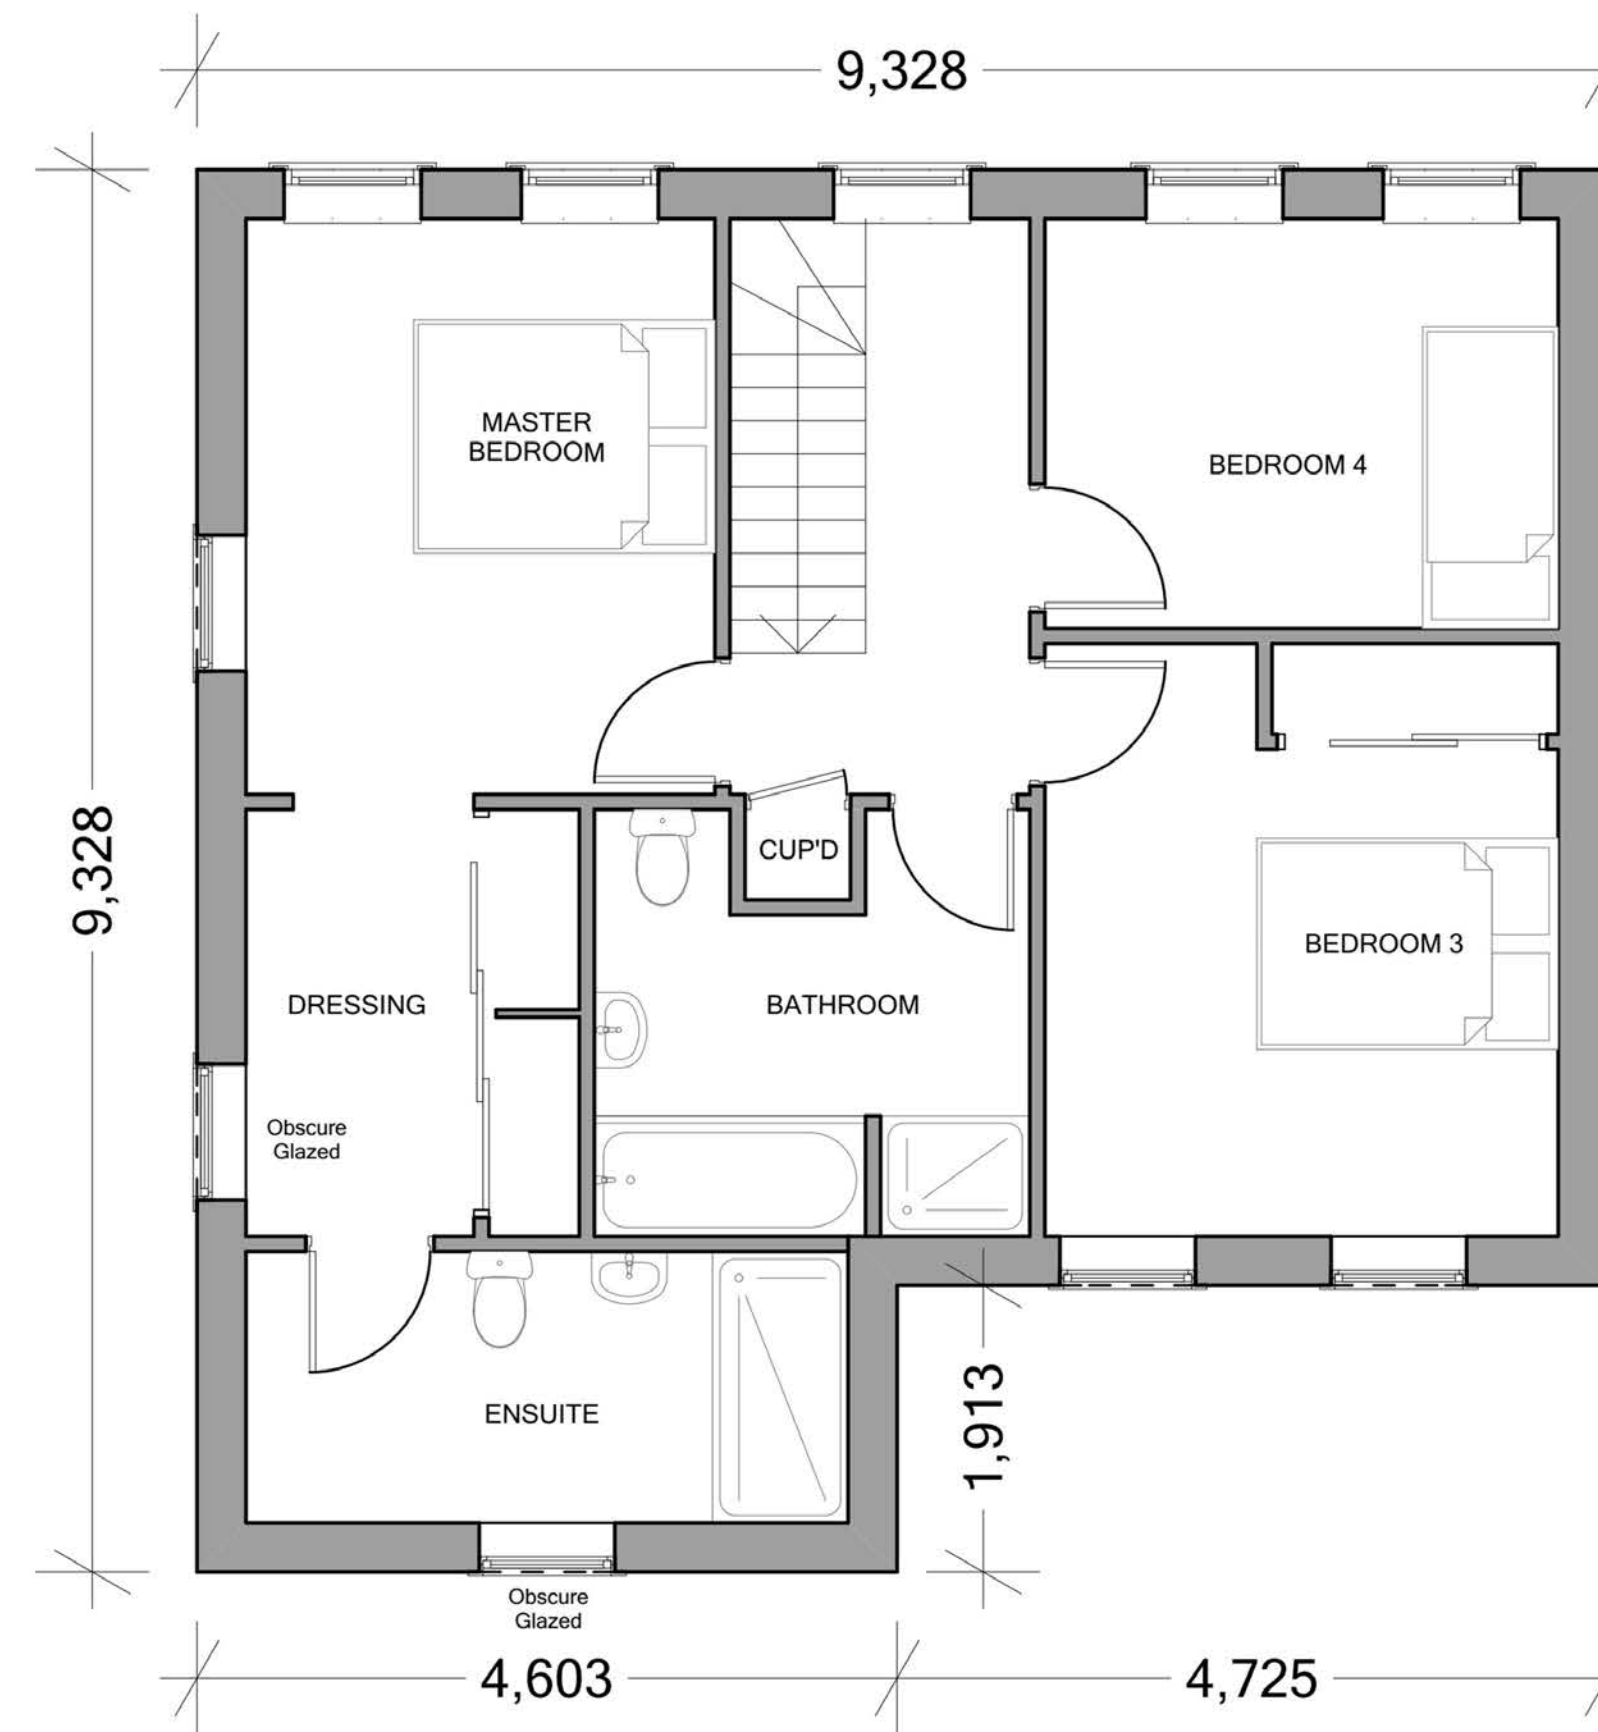 9,328
MASTER
BEDROOM
BEDROOM 4
9,328
CUP'D
BEDROOM 3
DRESSING
BATHROOM
Obscure
Glazed
ENSUITE
1,913
Obscure
Glazed
4,603
4,725